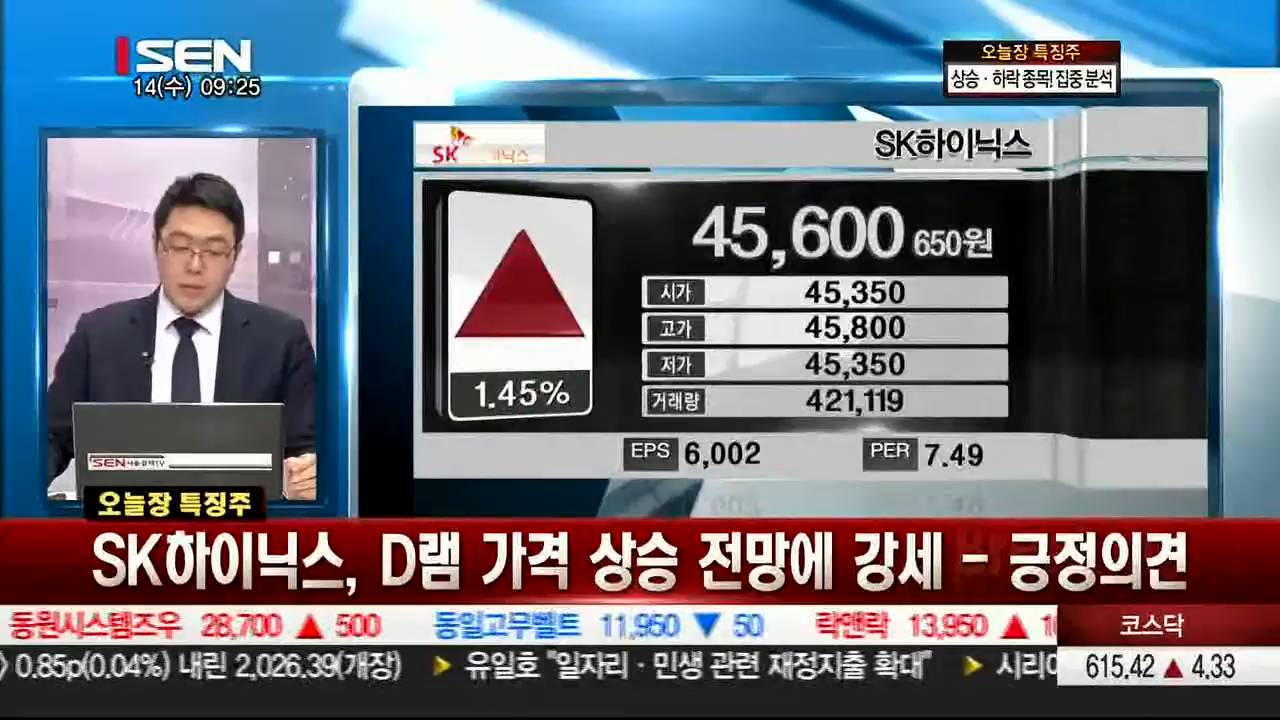 SEN
14(수) 09:25
오늘장 특징주
상승·하락 종목! 집중 분석
SK
SK하이닉스
45,600 650원
1.45%
시가 45,350
고가 45,800
저가 45,350
거래량 421,119
EPS 6,002 PER 7.49
SEN 서울경제TV
오늘장 특징주
SK하이닉스, D램 가격 상승 전망에 강세 - 긍정의견
동원시스템즈우 28,700 ▲ 500 동일고무벨트 11,950 ▼ 50 락앤락 13,950 ▲
코스닥
0.85p(0.04%) 내린 2,026.39(개장) 유일호 "일자리·민생 관련 재정지출 확대"
615.42 ▲ 4.33